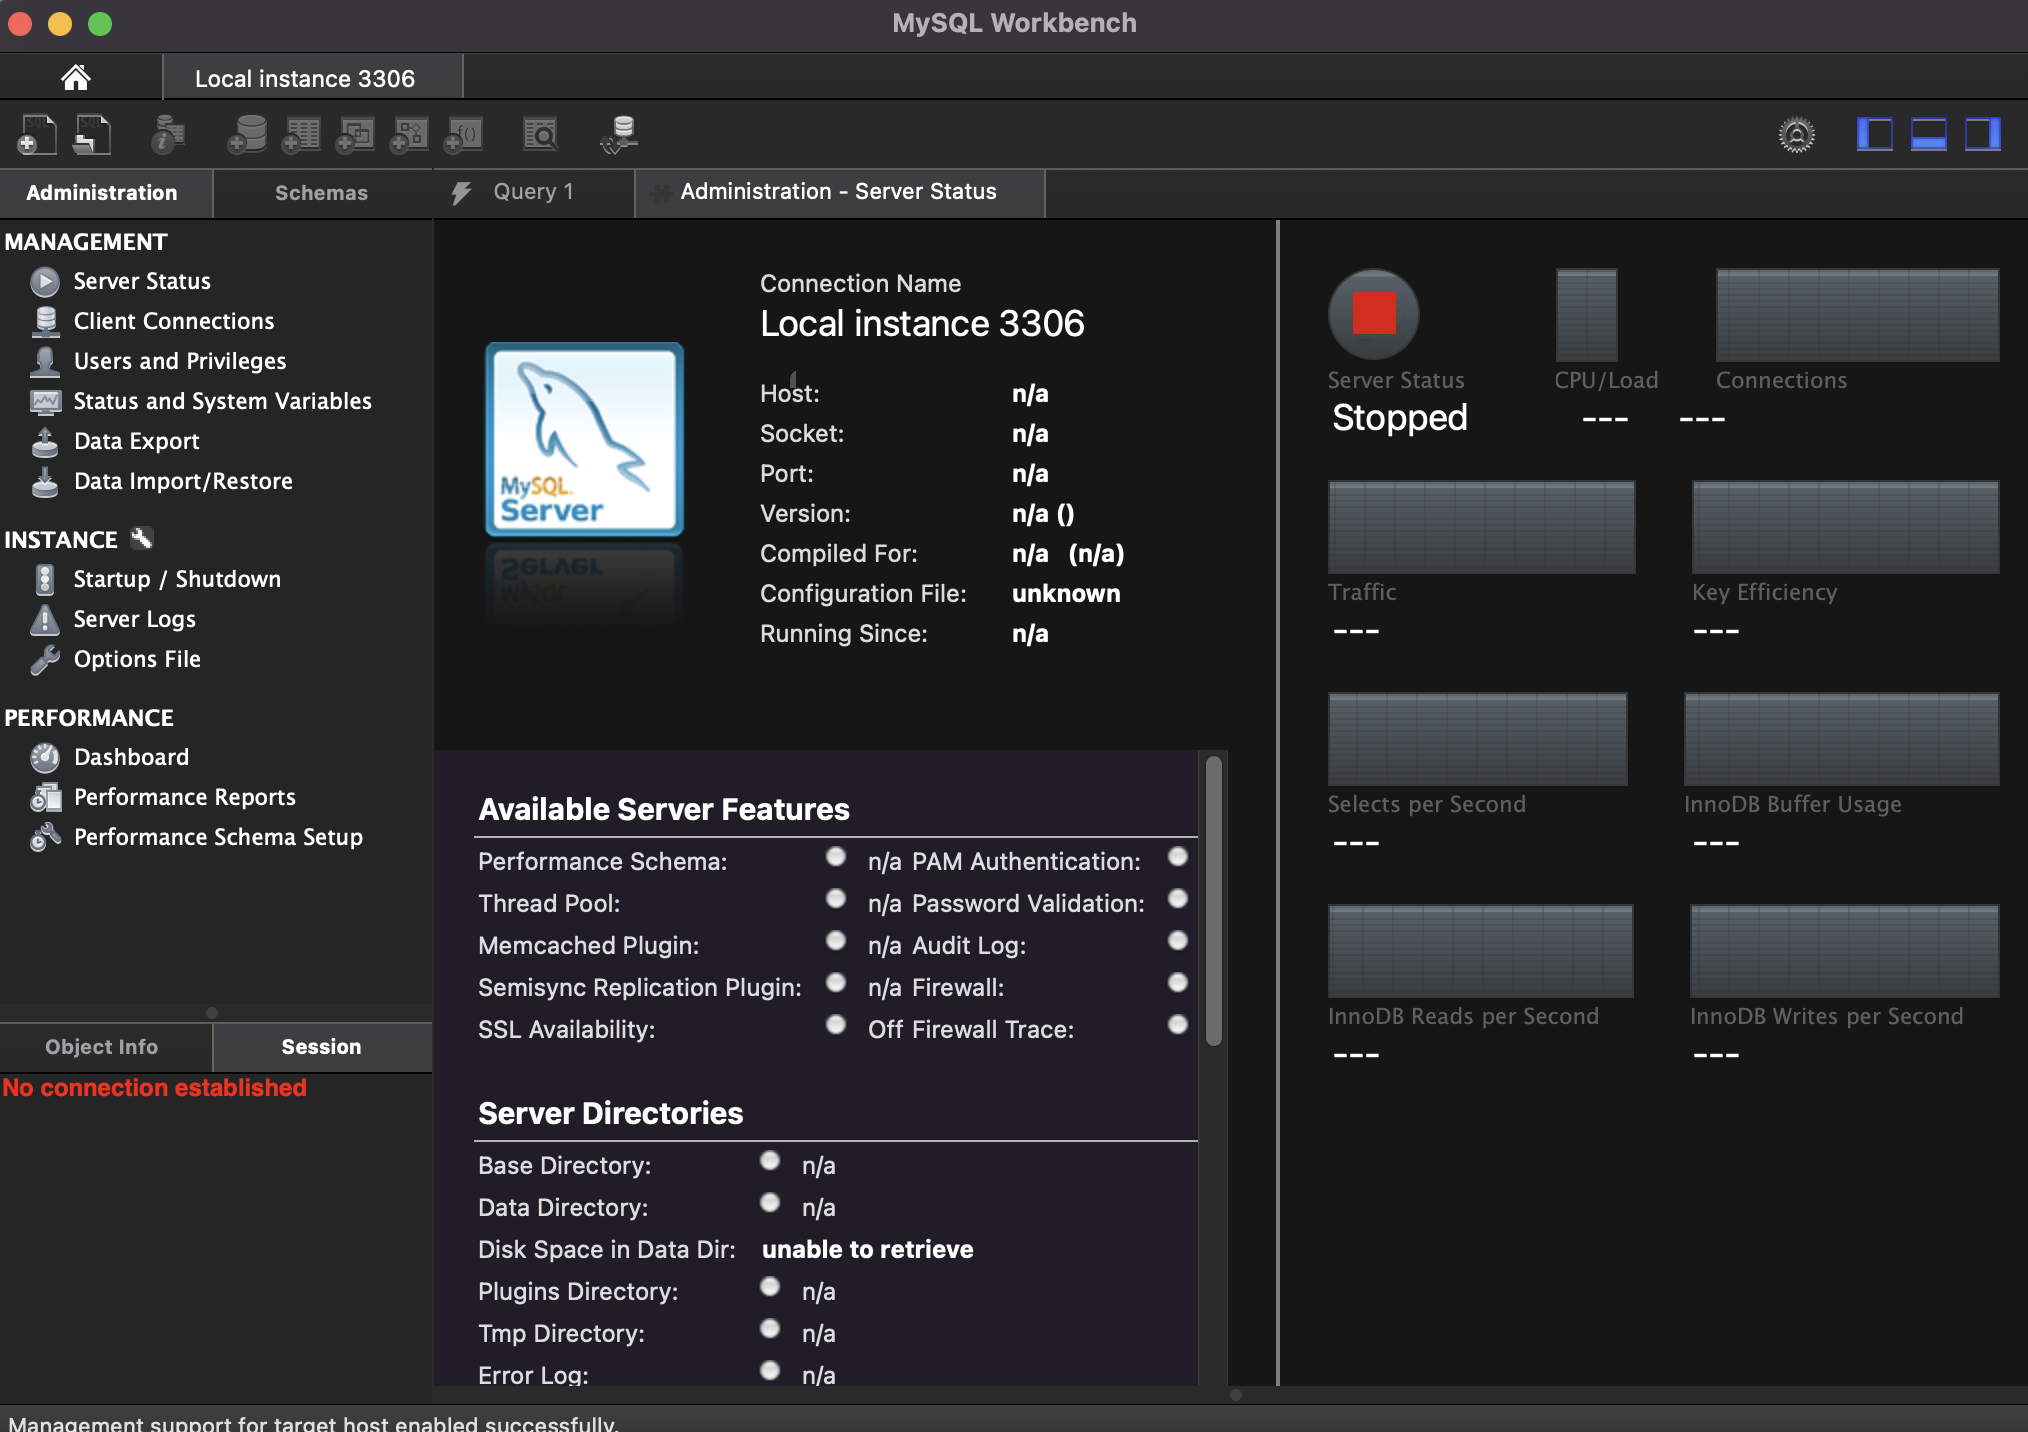 MySQL Workbench
Local instance 3306
Administration
Schemas
Query 1
Administration - Server Status
MANAGEMENT
Server Status
Client Connections
Users and Privileges
Status and System Variables
Data Export
Data Import/Restore
INSTANCE
Startup / Shutdown
Server Logs
Options File
PERFORMANCE
Dashboard
Performance Reports
Performance Schema Setup
Object Info
Session
No connection established
MySQL
Server
Connection Name
Local instance 3306
Host: n/a
Socket: n/a
Port: n/a
Version: n/a ()
Compiled For: n/a (n/a)
Configuration File: unknown
Running Since: n/a
Available Server Features
Performance Schema: n/a PAM Authentication:
Thread Pool: n/a Password Validation:
Memcached Plugin: n/a Audit Log:
Semisync Replication Plugin: n/a Firewall:
SSL Availability: Off Firewall Trace:
Server Directories
Base Directory: n/a
Data Directory: n/a
Disk Space in Data Dir: unable to retrieve
Plugins Directory: n/a
Tmp Directory: n/a
Error Log: n/a
Server Status
Stopped
CPU/Load
---
Connections
---
Traffic
---
Key Efficiency
---
Selects per Second
---
InnoDB Buffer Usage
---
InnoDB Reads per Second
---
InnoDB Writes per Second
---
Management support for target host enabled successfully.